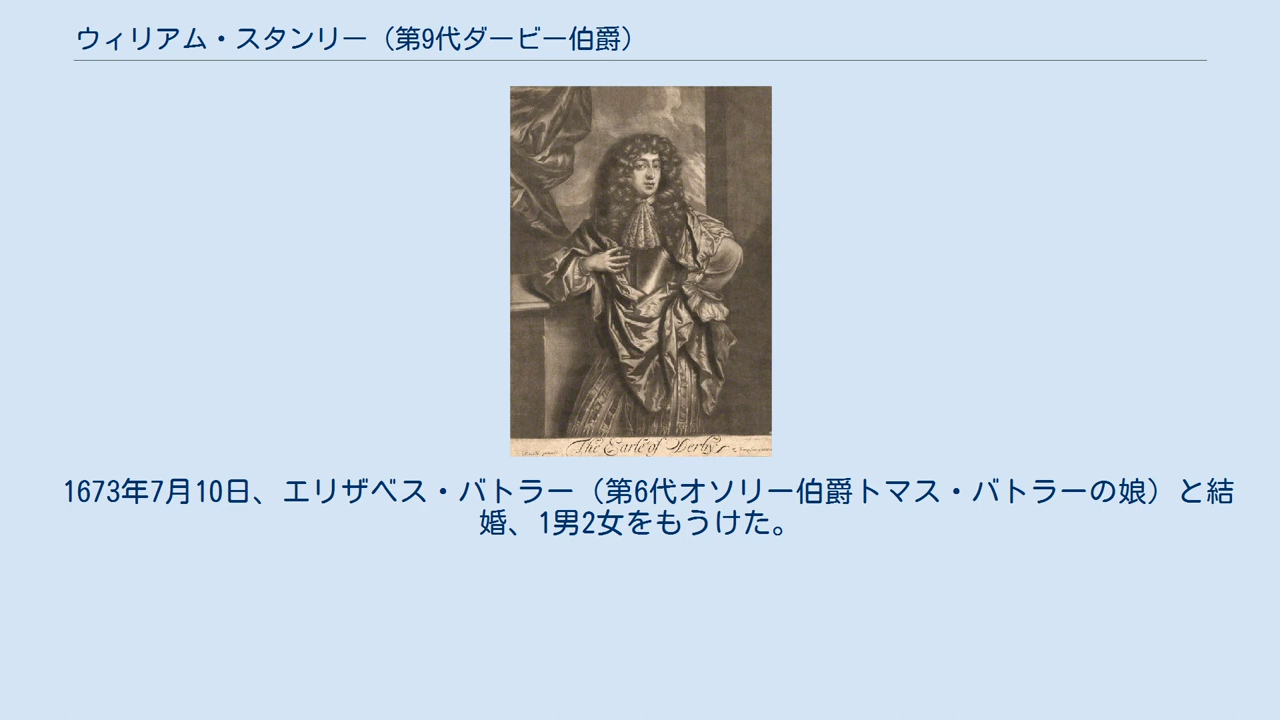 ウィリアム・スタンリー（第9代ダービー伯爵）
The Earle of Derby
1673年7月10日、エリザベス・バトラー（第6代オソリー伯爵トマス・バトラーの娘）と結
婚、1男2女をもうけた。